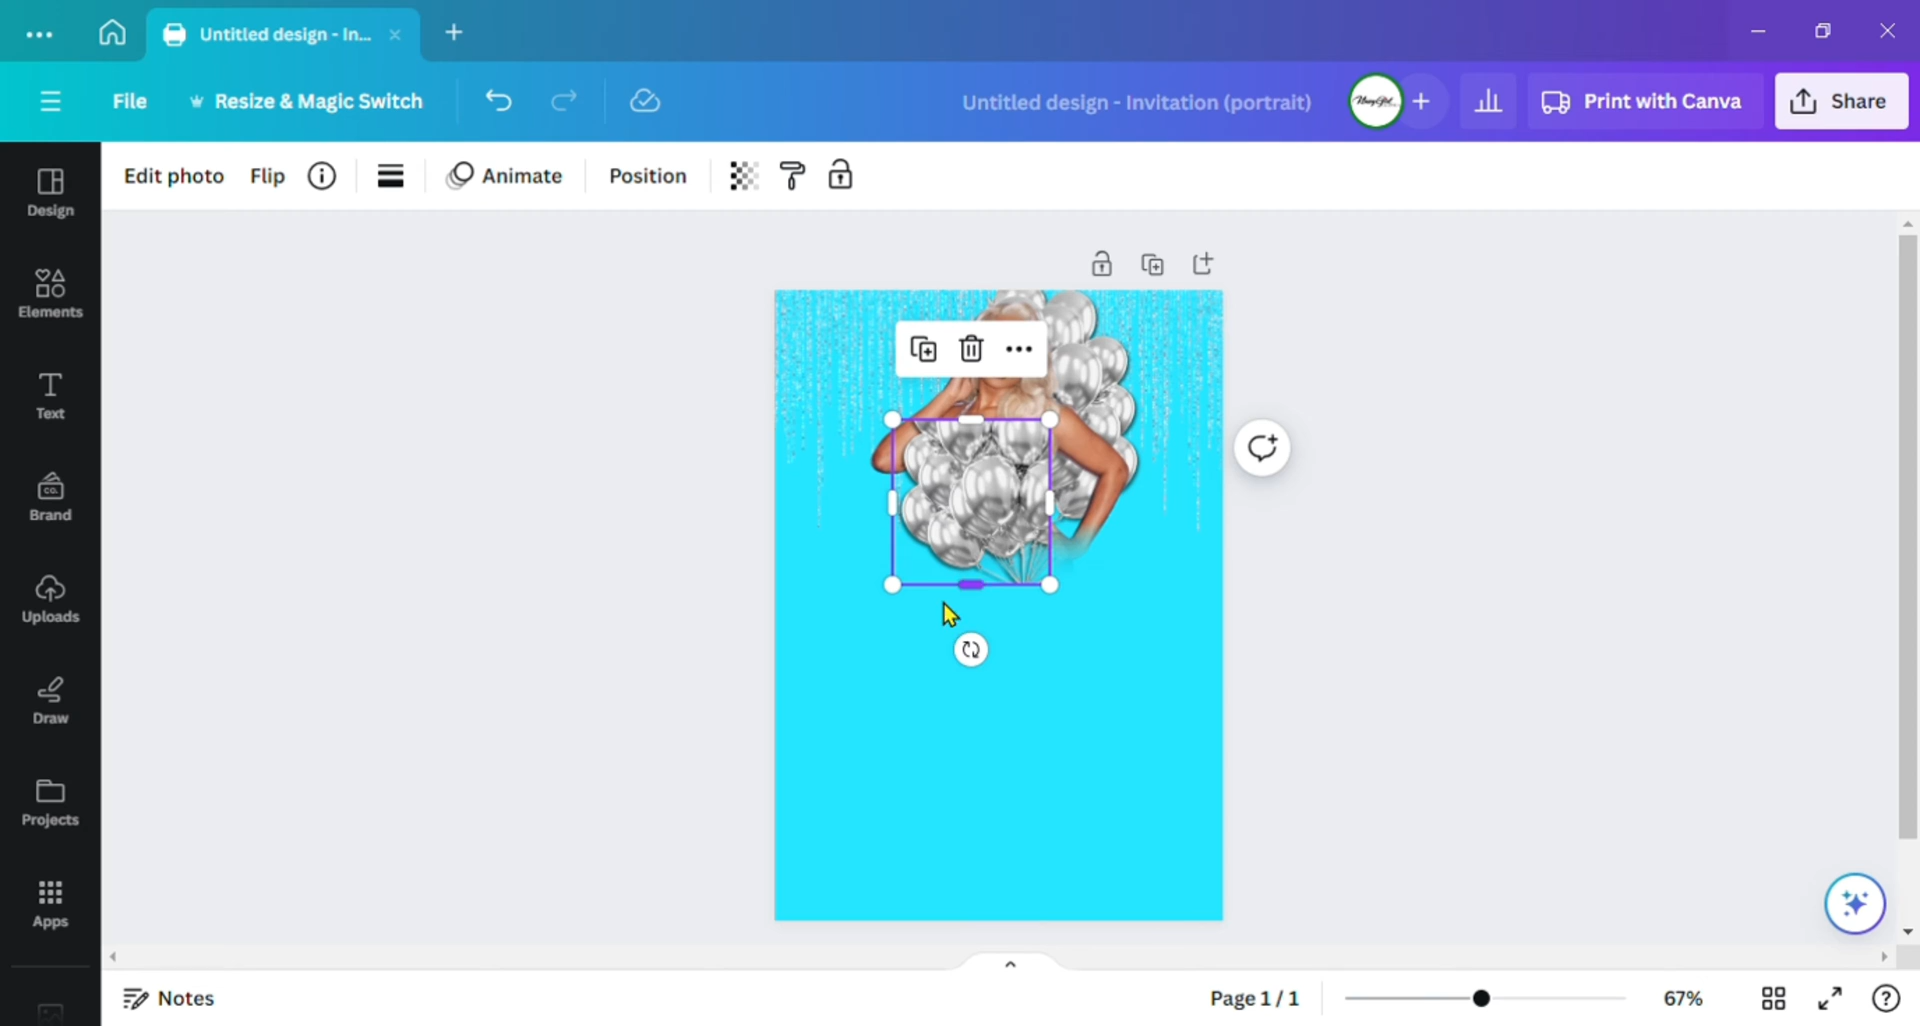 Untitled design - In...
File
Resize & Magic Switch
Untitled design - Invitation (portrait)
Print with Canva
Share
Edit photo
Flip
Animate
Position
Design
Elements
Text
CO.
Brand
Uploads
Draw
Projects
Apps
Notes
Page 1 / 1
67%